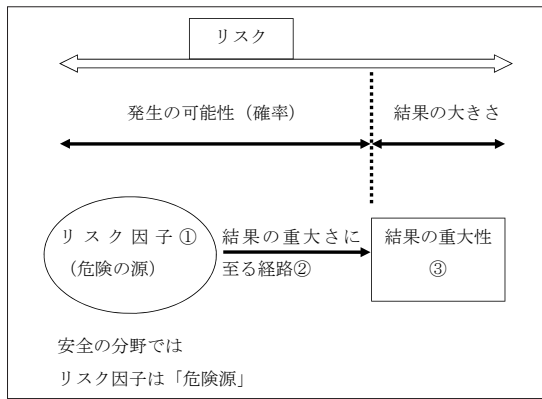 リスク
発生の可能性（確率）
結果の大きさ
リスク因子①
（危険の源）
結果の重大さに
至る経路②
結果の重大性
③
安全の分野では
リスク因子は「危険源」